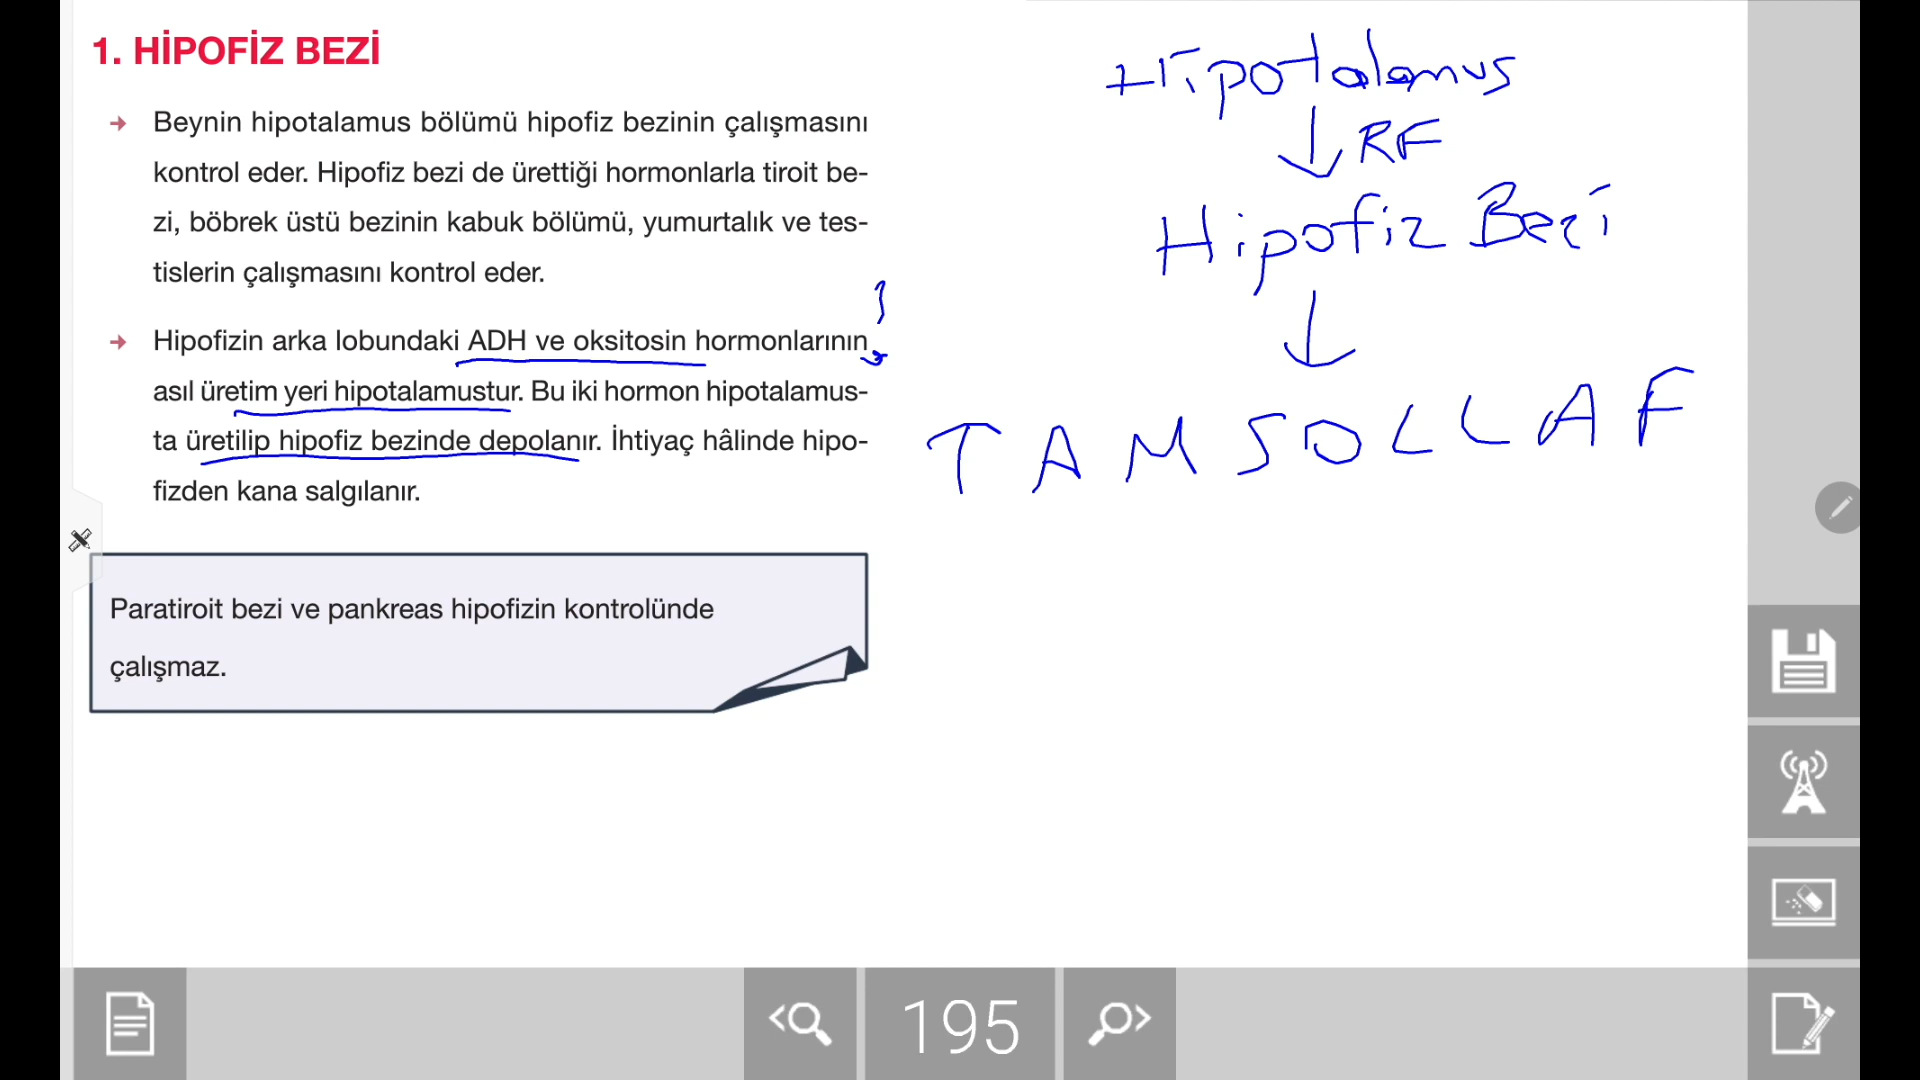 1. HİPOFİZ BEZİ
Beynin hipotalamus bölümü hipofiz bezinin çalışmasını
kontrol eder. Hipofiz bezi de ürettiği hormonlarla tiroit be-
zi, böbrek üstü bezinin kabuk bölümü, yumurtalık ve tes-
tislerin çalışmasını kontrol eder.
Hipofizin arka lobundaki ADH ve oksitosin hormonlarının
asıl üretim yeri hipotalamustur. Bu iki hormon hipotalamus-
ta üretilip hipofiz bezinde depolanır. İhtiyaç hâlinde hipo-
fizden kana salgılanır.
Paratiroit bezi ve pankreas hipofizin kontrolünde
çalışmaz.
Hipotalamus
RF
Hipofiz Bezi
T A M S O L L A F
195